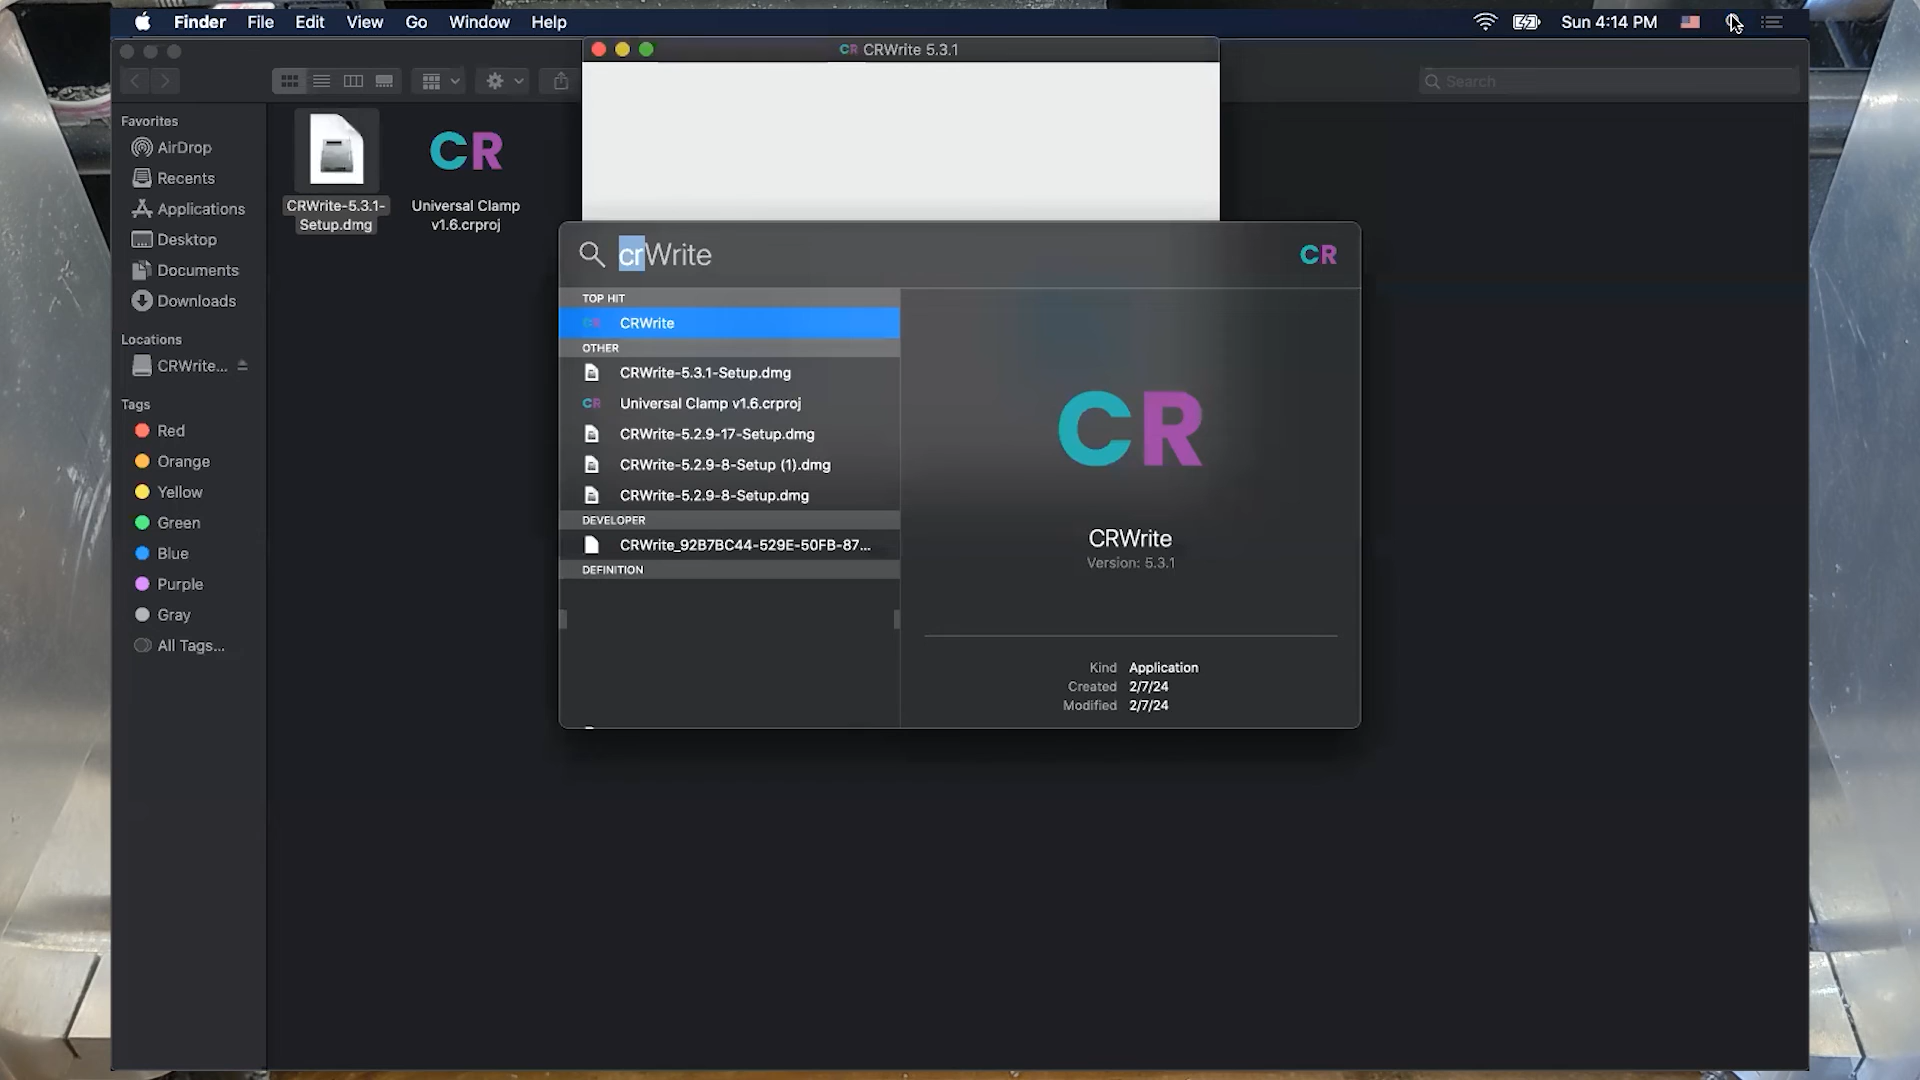 Finder File Edit View Go Window Help
Sun 4:14 PM
CR CRWrite 5.3.1
Search
Favorites
AirDrop
Recents
Applications
Desktop
Documents
Downloads
Locations
CRWrite...
Tags
Red
Orange
Yellow
Green
Blue
Purple
Gray
All Tags...
CRWrite-5.3.1-
Setup.dmg
CR
Universal Clamp
v1.6.crproj
crWrite
CR
TOP HIT
CR CRWrite
OTHER
CRWrite-5.3.1-Setup.dmg
CR Universal Clamp v1.6.crproj
CRWrite-5.2.9-17-Setup.dmg
CRWrite-5.2.9-8-Setup (1).dmg
CRWrite-5.2.9-8-Setup.dmg
DEVELOPER
CRWrite_92B7BC44-529E-50FB-87...
DEFINITION
CR
CRWrite
Version: 5.3.1
Kind Application
Created 2/7/24
Modified 2/7/24